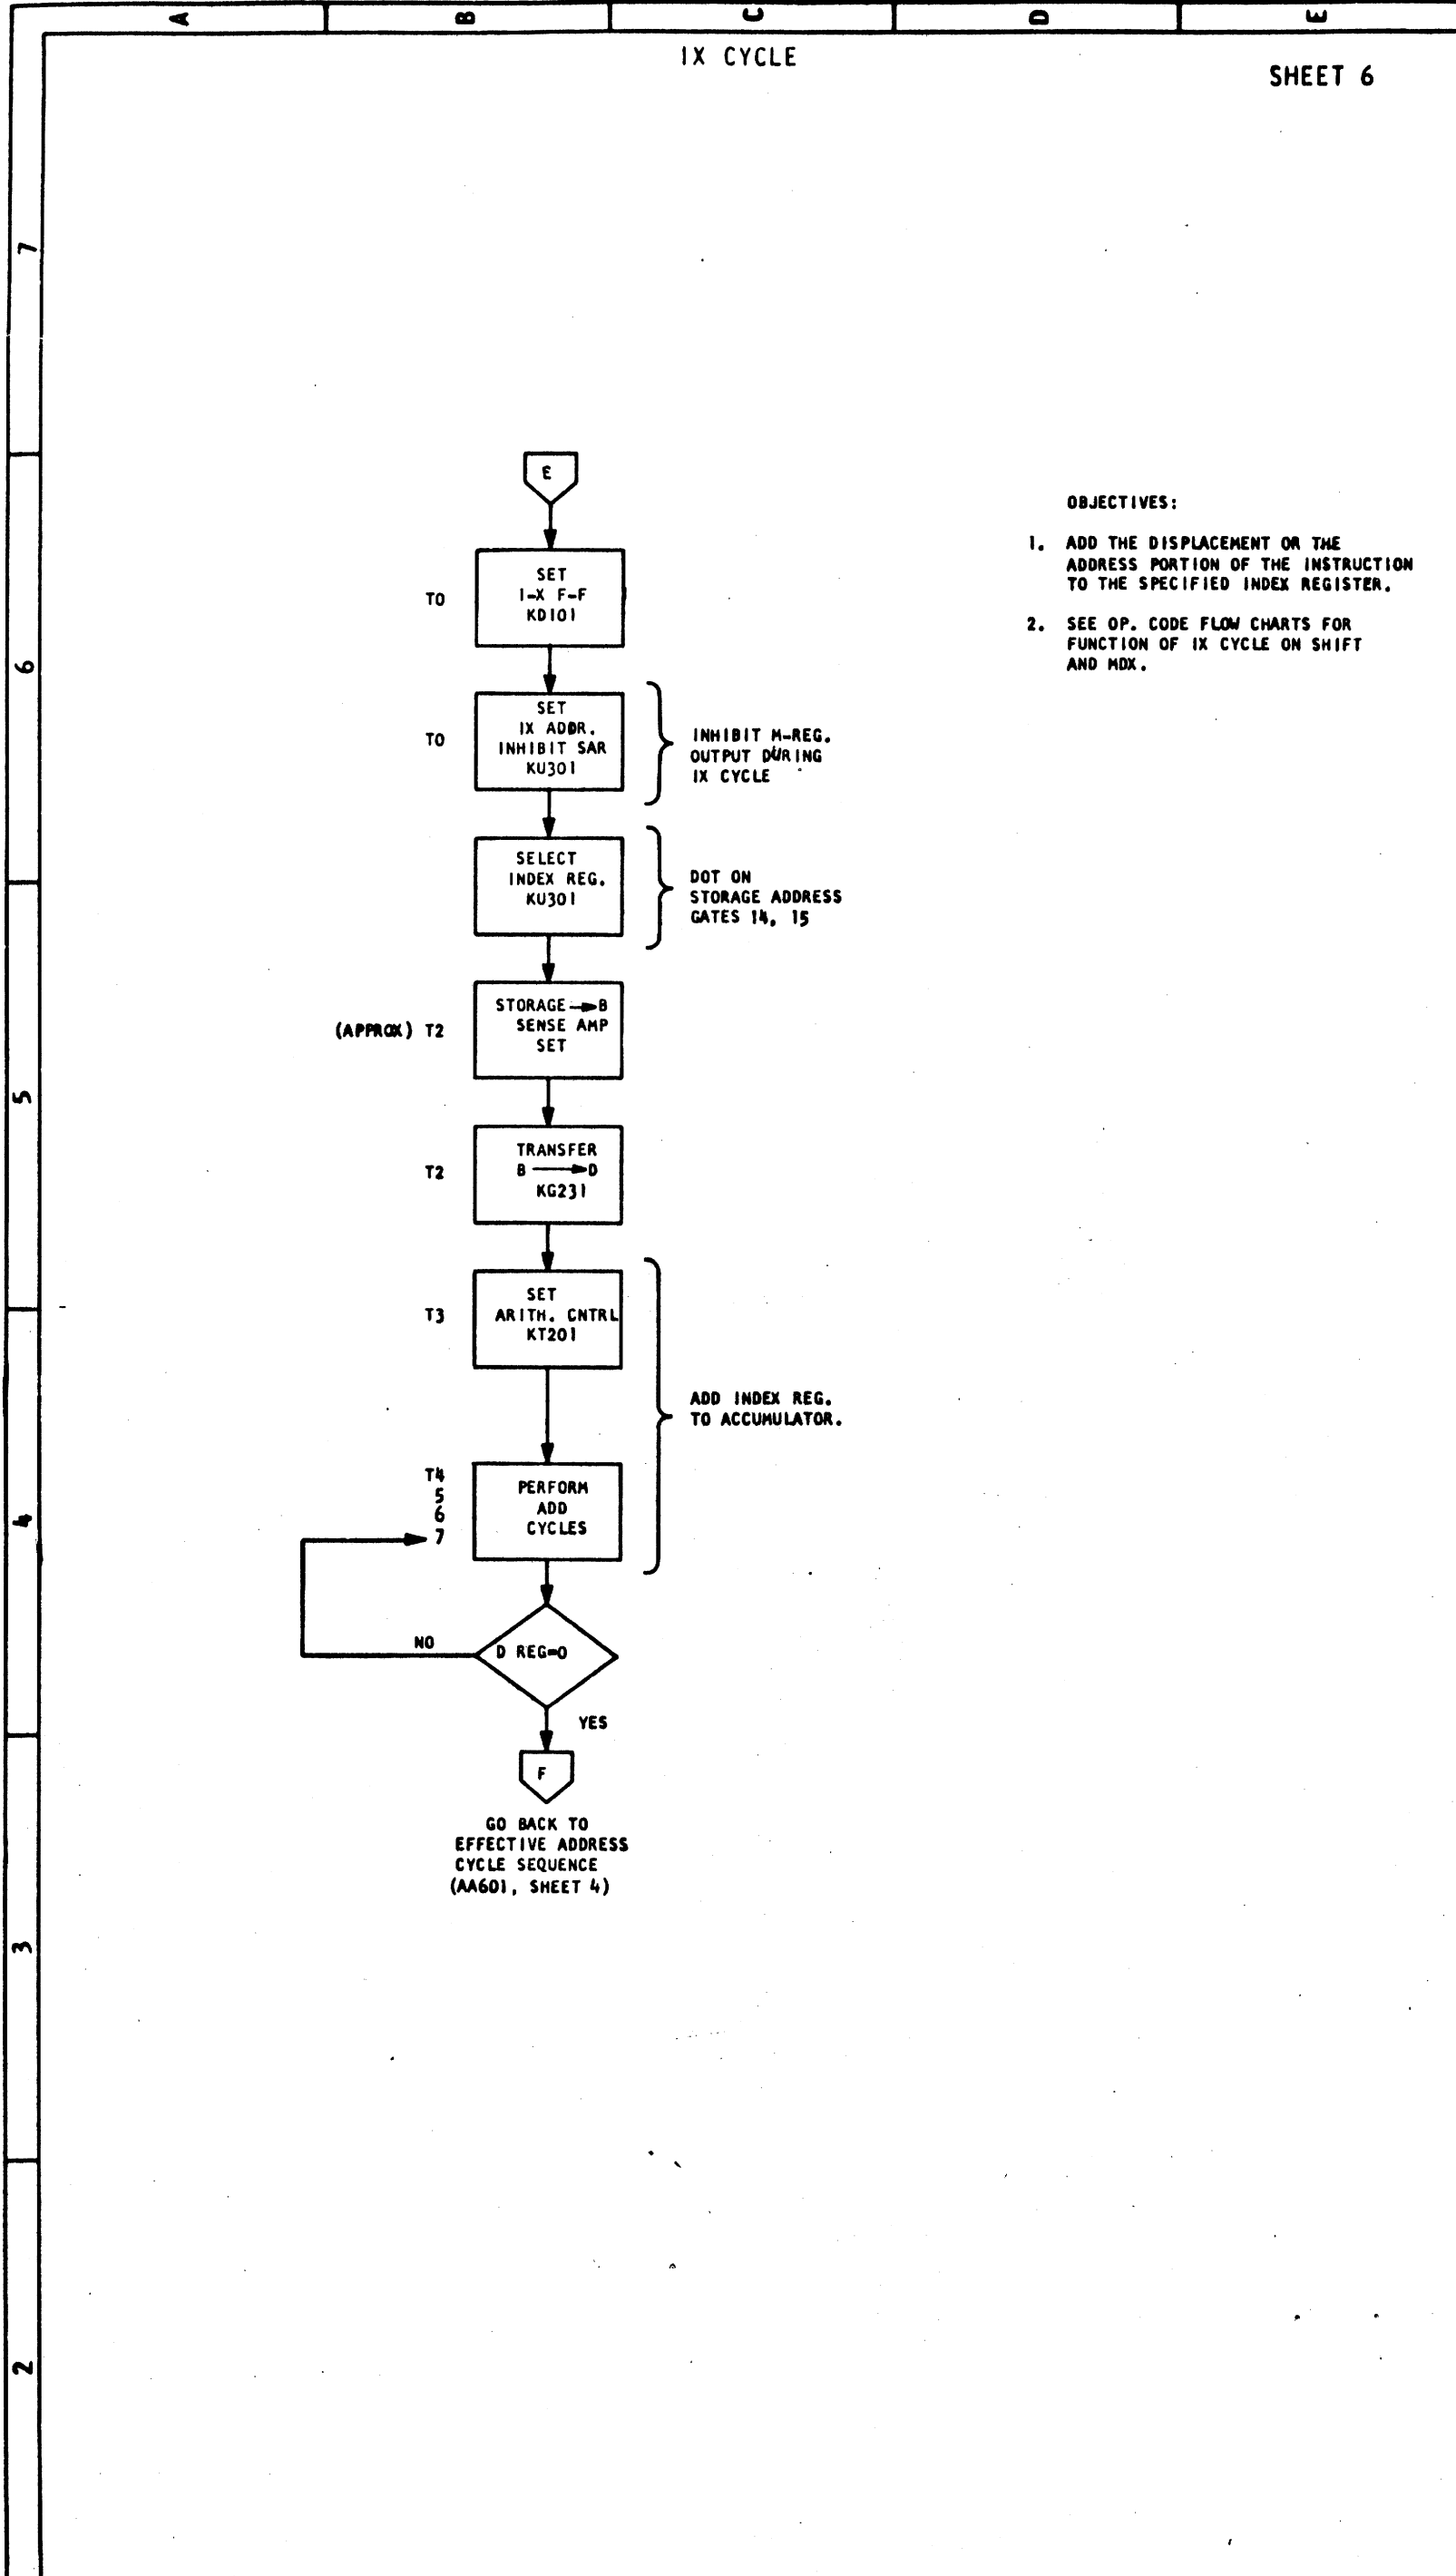 A
B
C
D
E
IX CYCLE
SHEET 6
7
6
5
4
3
2
E
OBJECTIVES:
1. ADD THE DISPLACEMENT OR THE
ADDRESS PORTION OF THE INSTRUCTION
TO THE SPECIFIED INDEX REGISTER.
2. SEE OP. CODE FLOW CHARTS FOR
FUNCTION OF IX CYCLE ON SHIFT
AND MDX.
T0
SET
I-X F-F
KD101
T0
SET
IX ADDR.
INHIBIT SAR
KU301
INHIBIT M-REG.
OUTPUT DURING
IX CYCLE
SELECT
INDEX REG.
KU301
DOT ON
STORAGE ADDRESS
GATES 14, 15
(APPROX) T2
STORAGE → B
SENSE AMP
SET
T2
TRANSFER
B → D
KG231
T3
SET
ARITH. CNTRL
KT201
ADD INDEX REG.
TO ACCUMULATOR.
T4
5
6
7
PERFORM
ADD
CYCLES
NO
D REG=0
YES
F
GO BACK TO
EFFECTIVE ADDRESS
CYCLE SEQUENCE
(AA601, SHEET 4)